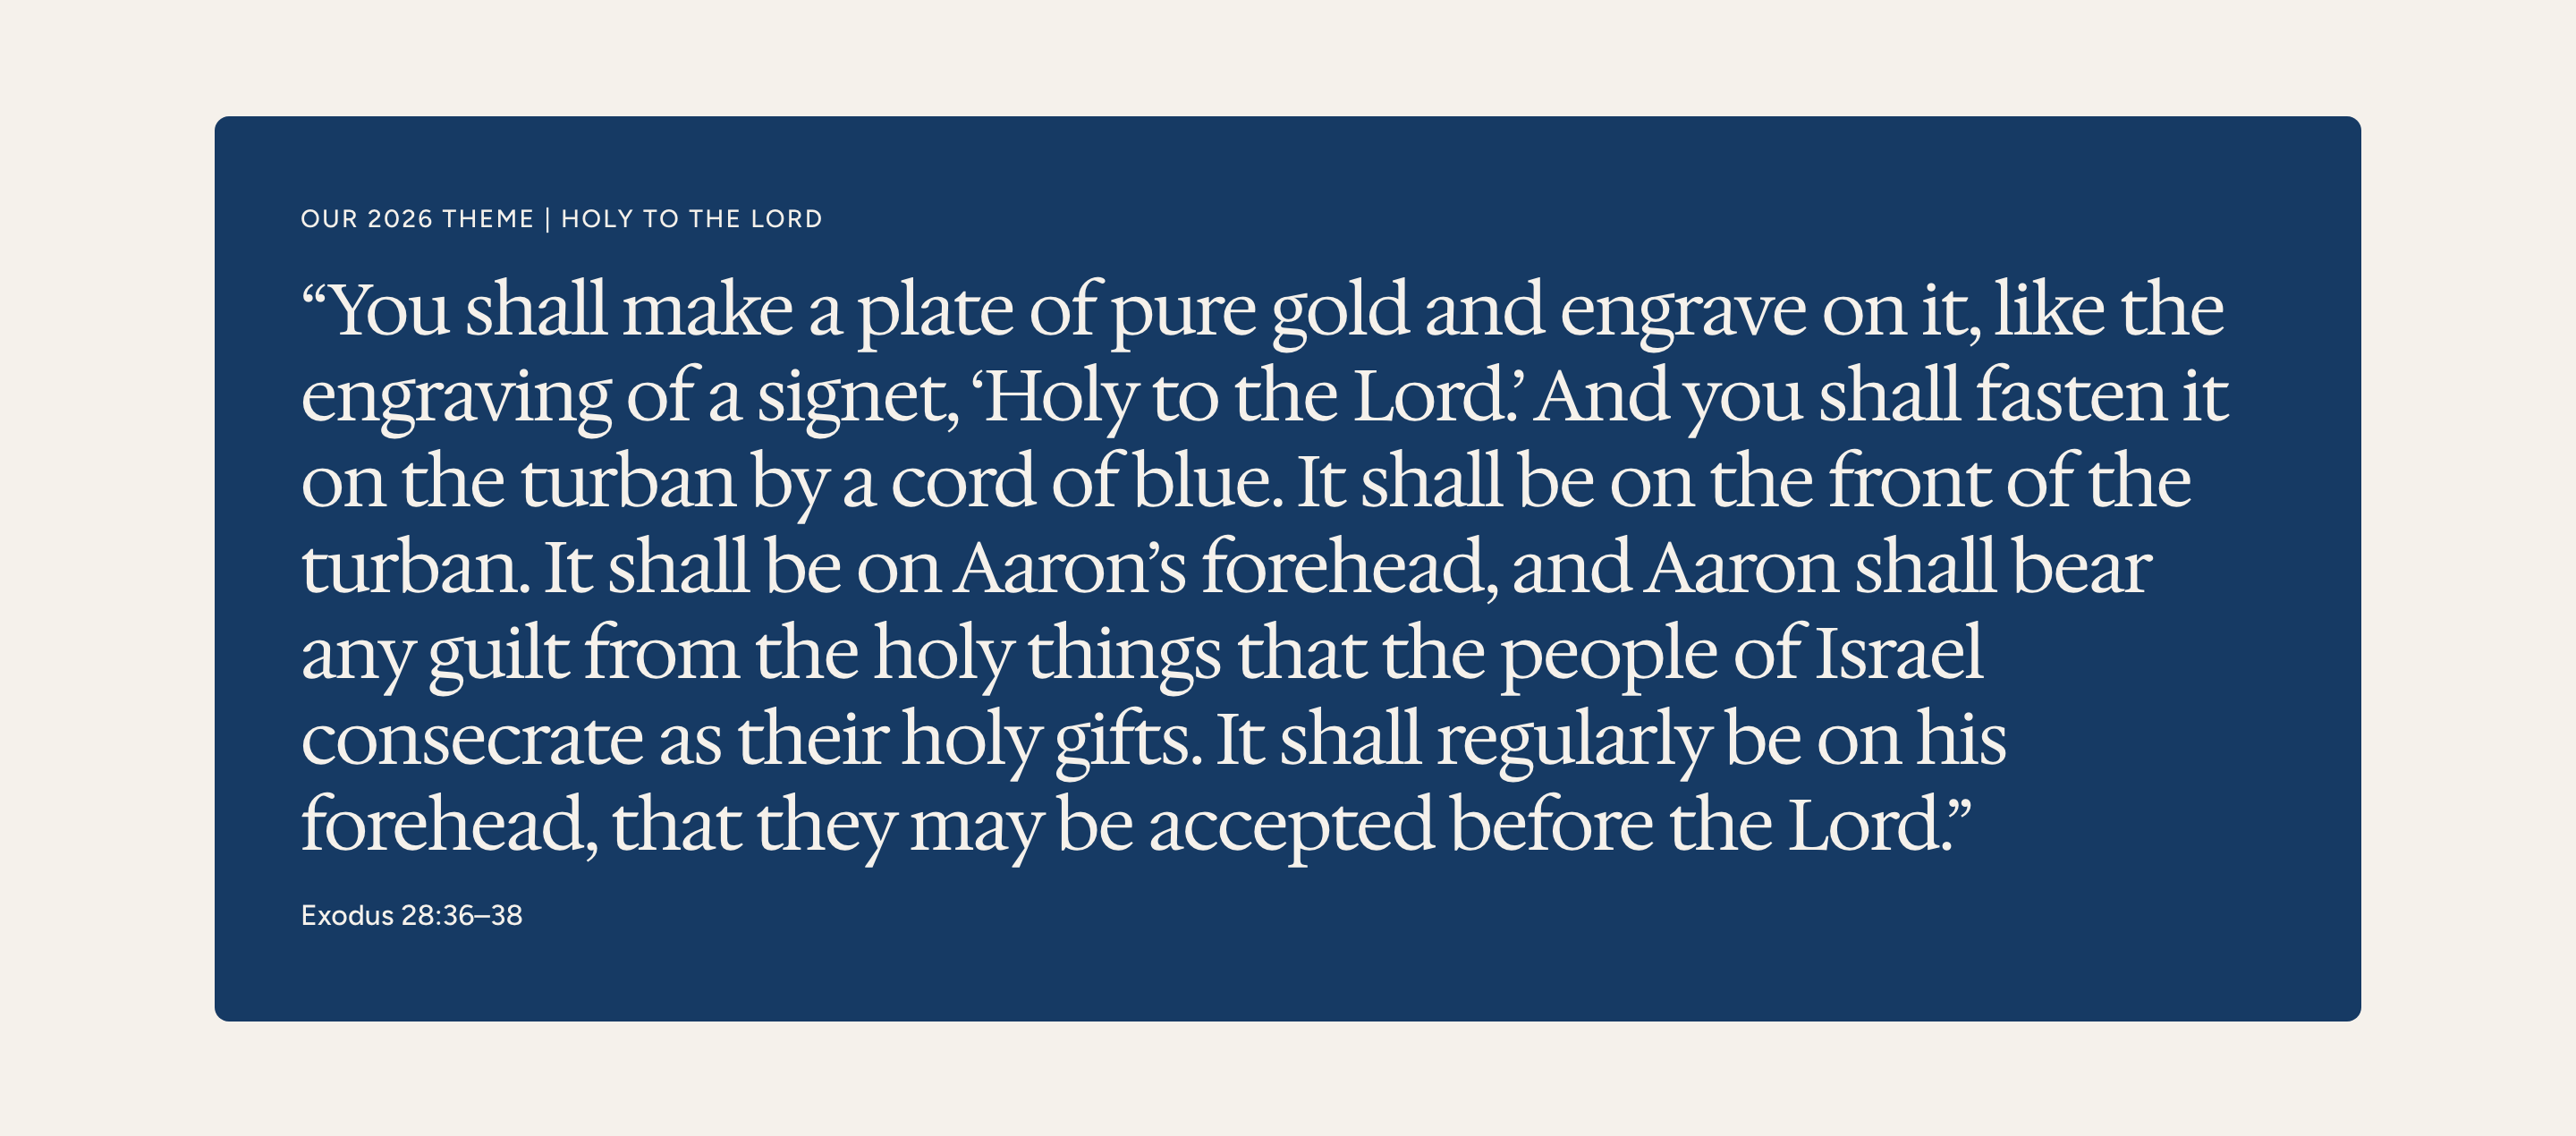 OUR 2026 THEME | HOLY TO THE LORD
“You shall make a plate of pure gold and engrave on it, like the
engraving of a signet, ‘Holy to the Lord.’ And you shall fasten it
on the turban by a cord of blue. It shall be on the front of the
turban. It shall be on Aaron’s forehead, and Aaron shall bear
any guilt from the holy things that the people of Israel
consecrate as their holy gifts. It shall regularly be on his
forehead, that they may be accepted before the Lord.”
Exodus 28:36–38